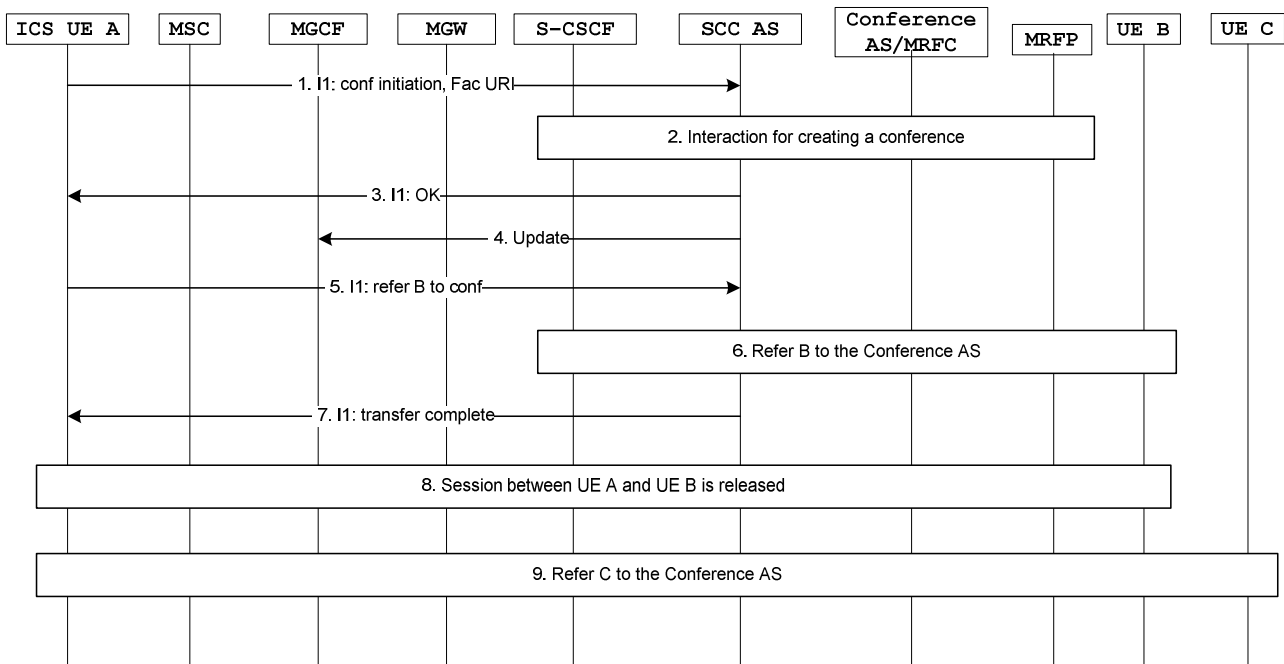 ICS UE A
MSC
MGCF
MGW
S-CSCF
SCC AS
Conference
AS/MRFC
MRFP
UE B
UE C
1. I1: conf initiation, Fac URI
2. Interaction for creating a conference
3. I1: OK
4. Update
5. I1: refer B to conf
6. Refer B to the Conference AS
7. I1: transfer complete
8. Session between UE A and UE B is released
9. Refer C to the Conference AS